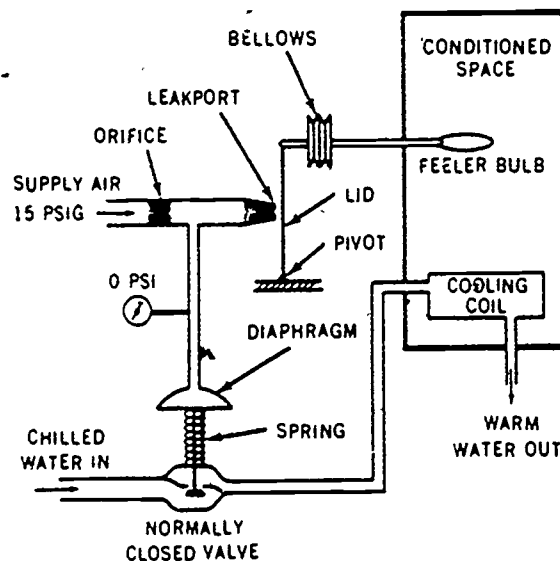 BELLOWS
CONDITIONED
SPACE
LEAKPORT
ORIFICE
FEELER BULB
SUPPLY AIR
15 PSIG
LID
PIVOT
0 PSI
COOLING
COIL
DIAPHRAGM
SPRING
CHILLED
WATER IN
WARM
WATER OUT
NORMALLY
CLOSED VALVE